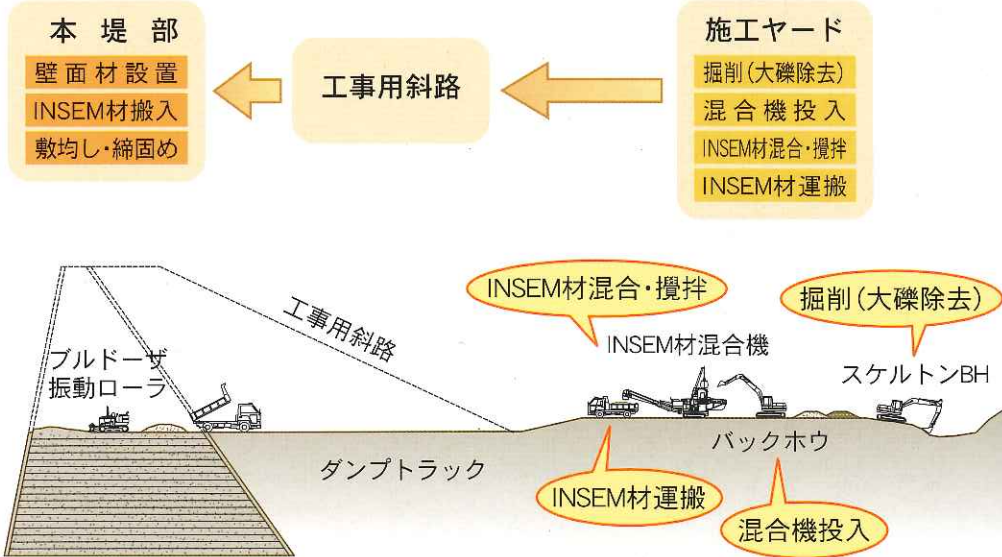 本堤部
壁面材設置
INSEM材搬入
敷均し・締固め
工事用斜路
施工ヤード
掘削(大礫除去)
混合機投入
INSEM材混合・攪拌
INSEM材運搬
INSEM材混合・攪拌
掘削(大礫除去)
工事用斜路
INSEM材混合機
スケルトンBH
ブルドーザ
振動ローラ
ダンプトラック
バックホウ
INSEM材運搬
混合機投入